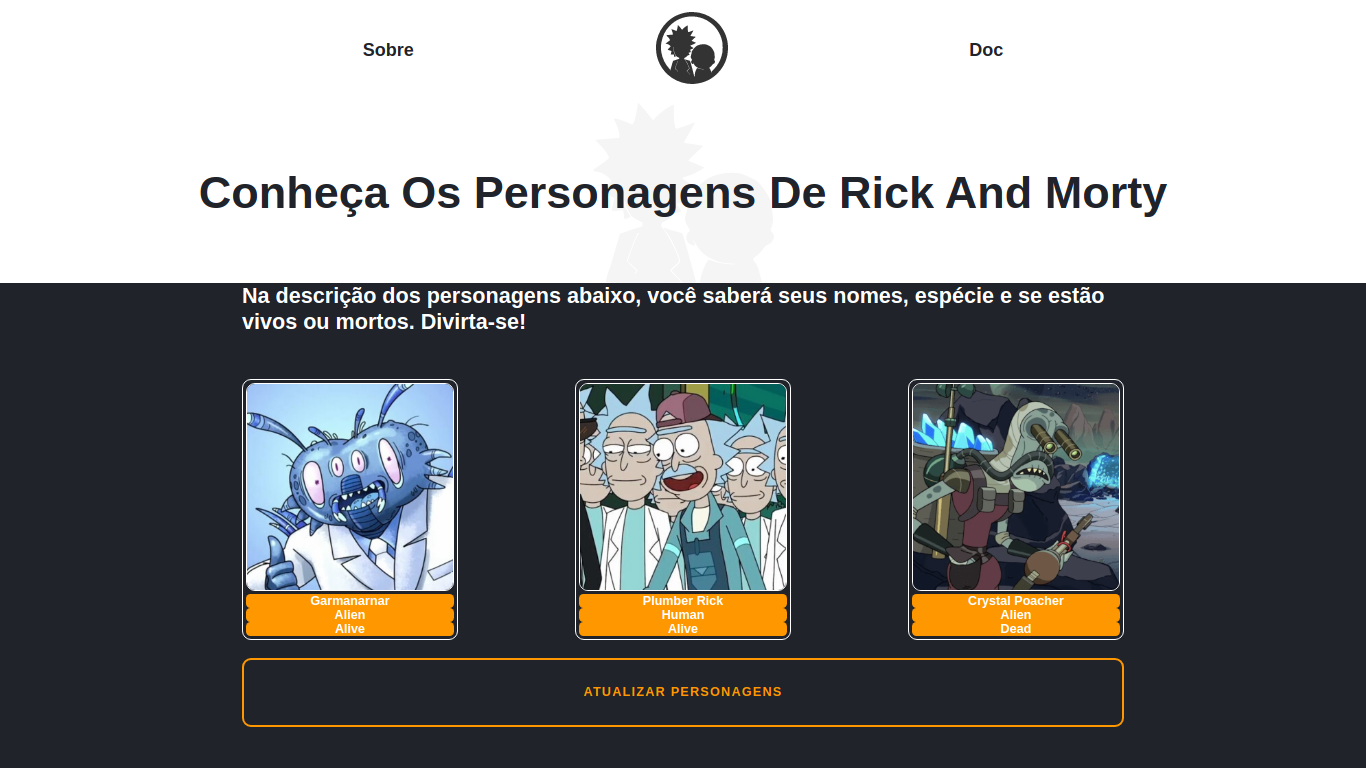 Sobre
Doc
Conheça Os Personagens De Rick And Morty
Na descrição dos personagens abaixo, você saberá seus nomes, espécie e se estão
vivos ou mortos. Divirta-se!
Garmanarnar
Alien
Alive
Plumber Rick
Human
Alive
Crystal Poacher
Alien
Dead
ATUALIZAR PERSONAGENS